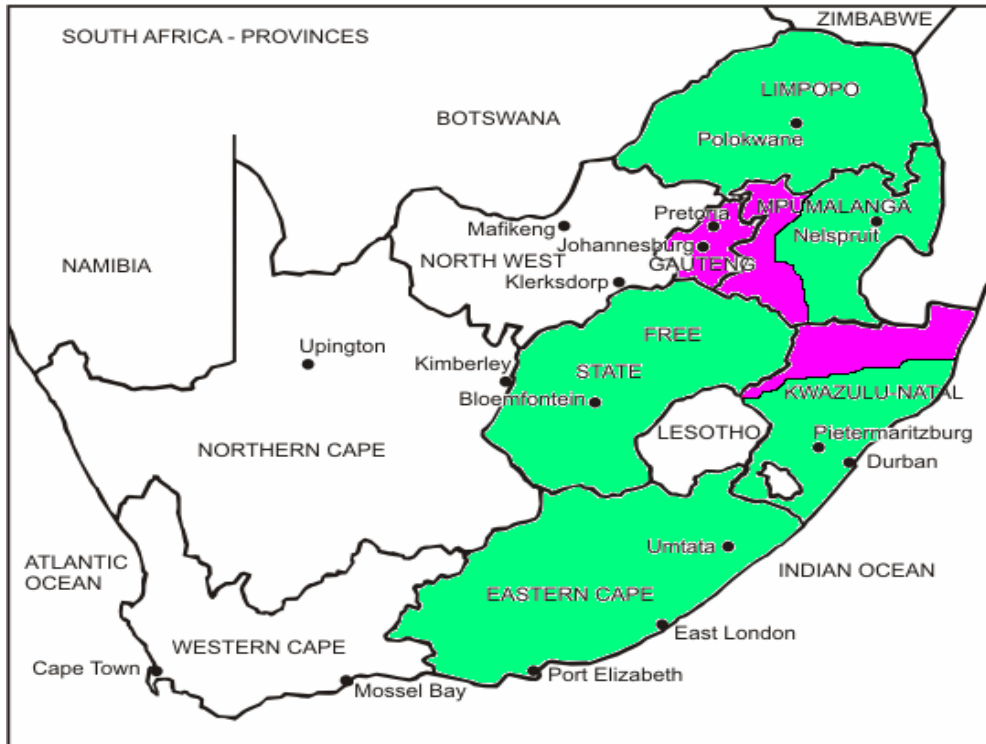 ZIMBABWE
SOUTH AFRICA - PROVINCES
LIMPOPO
BOTSWANA
Polokwane
MPUMALANGA
Pretoria
Mafikeng
Nelspruit
Johannesburg
NORTH WEST
GAUTENG
NAMIBIA
Klerksdorp
FREE
Upington
Kimberley
STATE
KWAZULU-NATAL
Bloemfontein
LESOTHO
Pietermaritzburg
NORTHERN CAPE
Durban
Umtata
ATLANTIC
OCEAN
INDIAN OCEAN
EASTERN CAPE
East London
WESTERN CAPE
Cape Town
Port Elizabeth
Mossel Bay